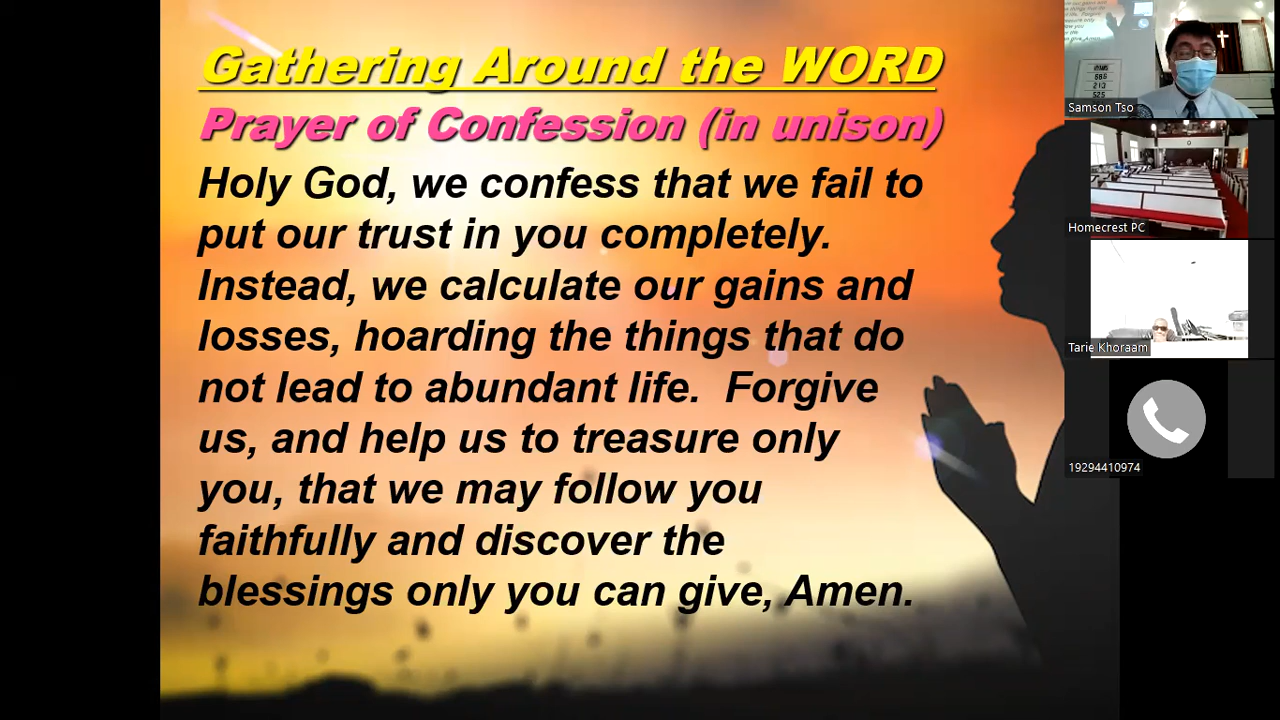 Gathering Around the WORD
Prayer of Confession (in unison)
Holy God, we confess that we fail to
put our trust in you completely.
Instead, we calculate our gains and
losses, hoarding the things that do
not lead to abundant life.  Forgive
us, and help us to treasure only
you, that we may follow you
faithfully and discover the
blessings only you can give, Amen.
Samson Tso
Homecrest PC
Tarie Khoraam
19294410974